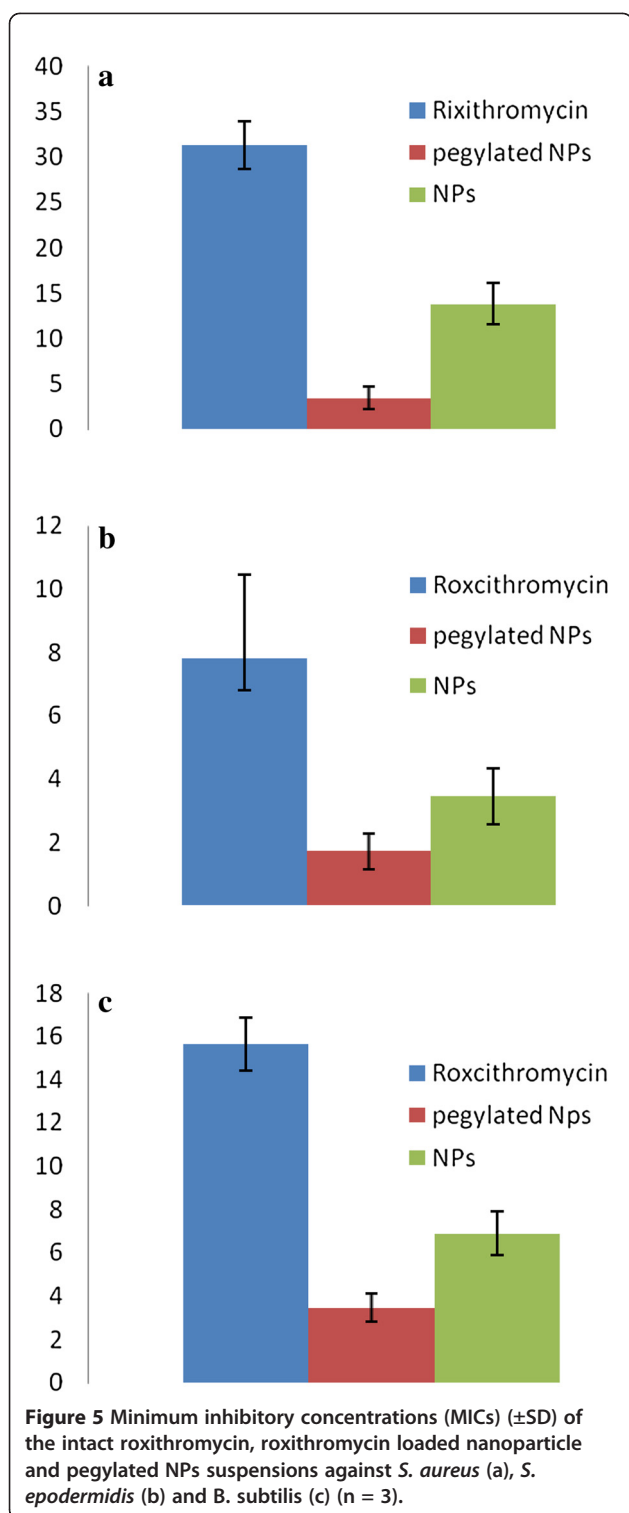 a
40
35
30
25
20
15
10
5
0
Rixithromycin
pegylated NPs
NPs
b
12
10
8
6
4
2
0
Roxcithromycin
pegylated NPs
NPs
c
18
16
14
12
10
8
6
4
2
0
Roxcithromycin
pegylated Nps
NPs
Figure 5 Minimum inhibitory concentrations (MICs) (±SD) of
the intact roxithromycin, roxithromycin loaded nanoparticle
and pegylated NPs suspensions against S. aureus (a), S.
epodermidis (b) and B. subtilis (c) (n = 3).